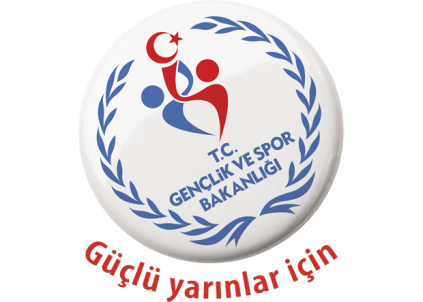 T.C.
GENÇLİK VE SPOR
BAKANLIĞI
Güçlü yarınlar için